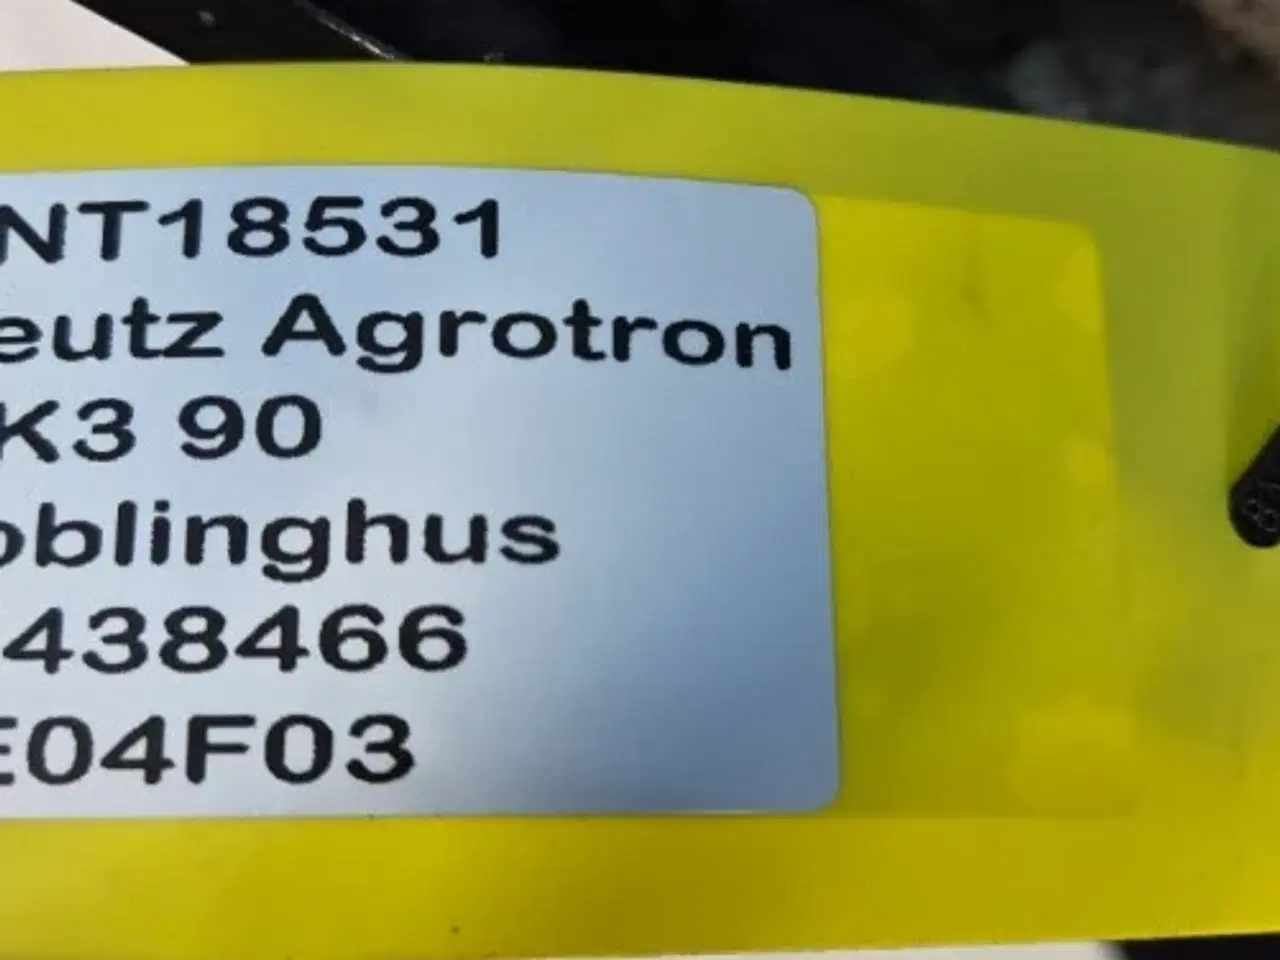 NT18531
eutz Agrotron
K3 90
oblinghus
438466
E04F03